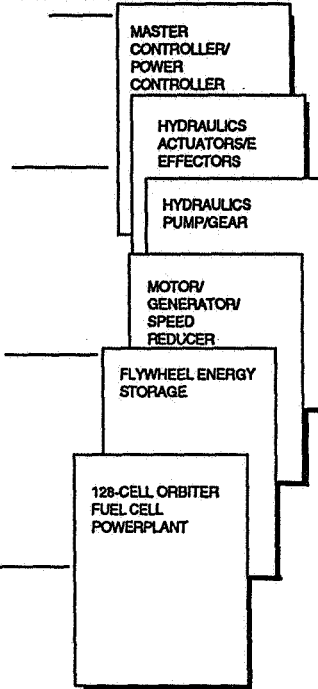 MASTER
CONTROLLER/
POWER
CONTROLLER
HYDRAULICS
ACTUATORS/E
EFFECTORS
HYDRAULICS
PUMP/GEAR
MOTOR/
GENERATOR/
SPEED
REDUCER
FLYWHEEL ENERGY
STORAGE
128-CELL ORBITER
FUEL CELL
POWERPLANT